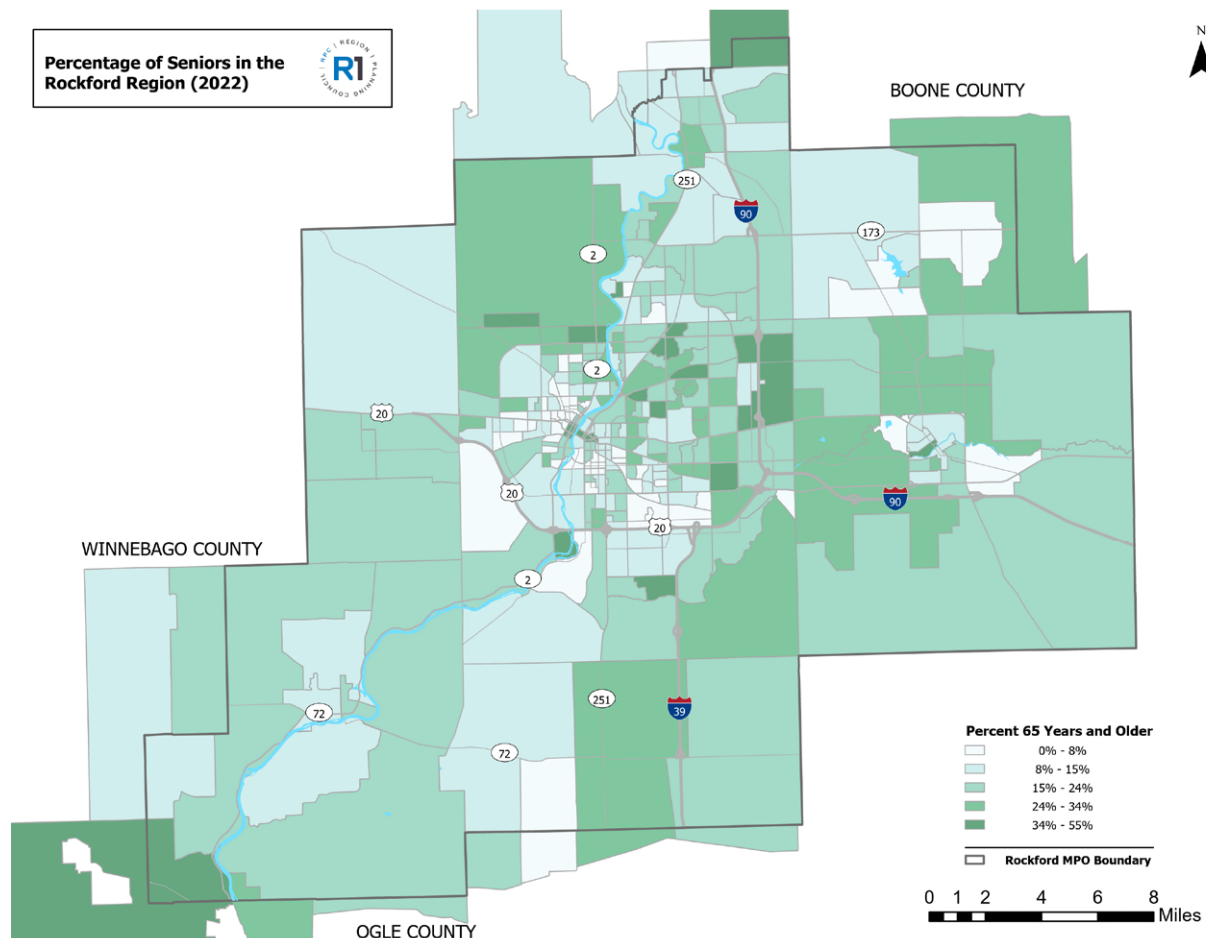 Percentage of Seniors in the
Rockford Region (2022)
R1
RPC | REGION | PLANNING COUNCIL |
N
BOONE COUNTY
251
90
173
2
2
20
20
20
90
WINNEBAGO COUNTY
2
72
251
39
72
Percent 65 Years and Older
0% - 8%
8% - 15%
15% - 24%
24% - 34%
34% - 55%
Rockford MPO Boundary
0 1 2 4 6 8
Miles
OGLE COUNTY